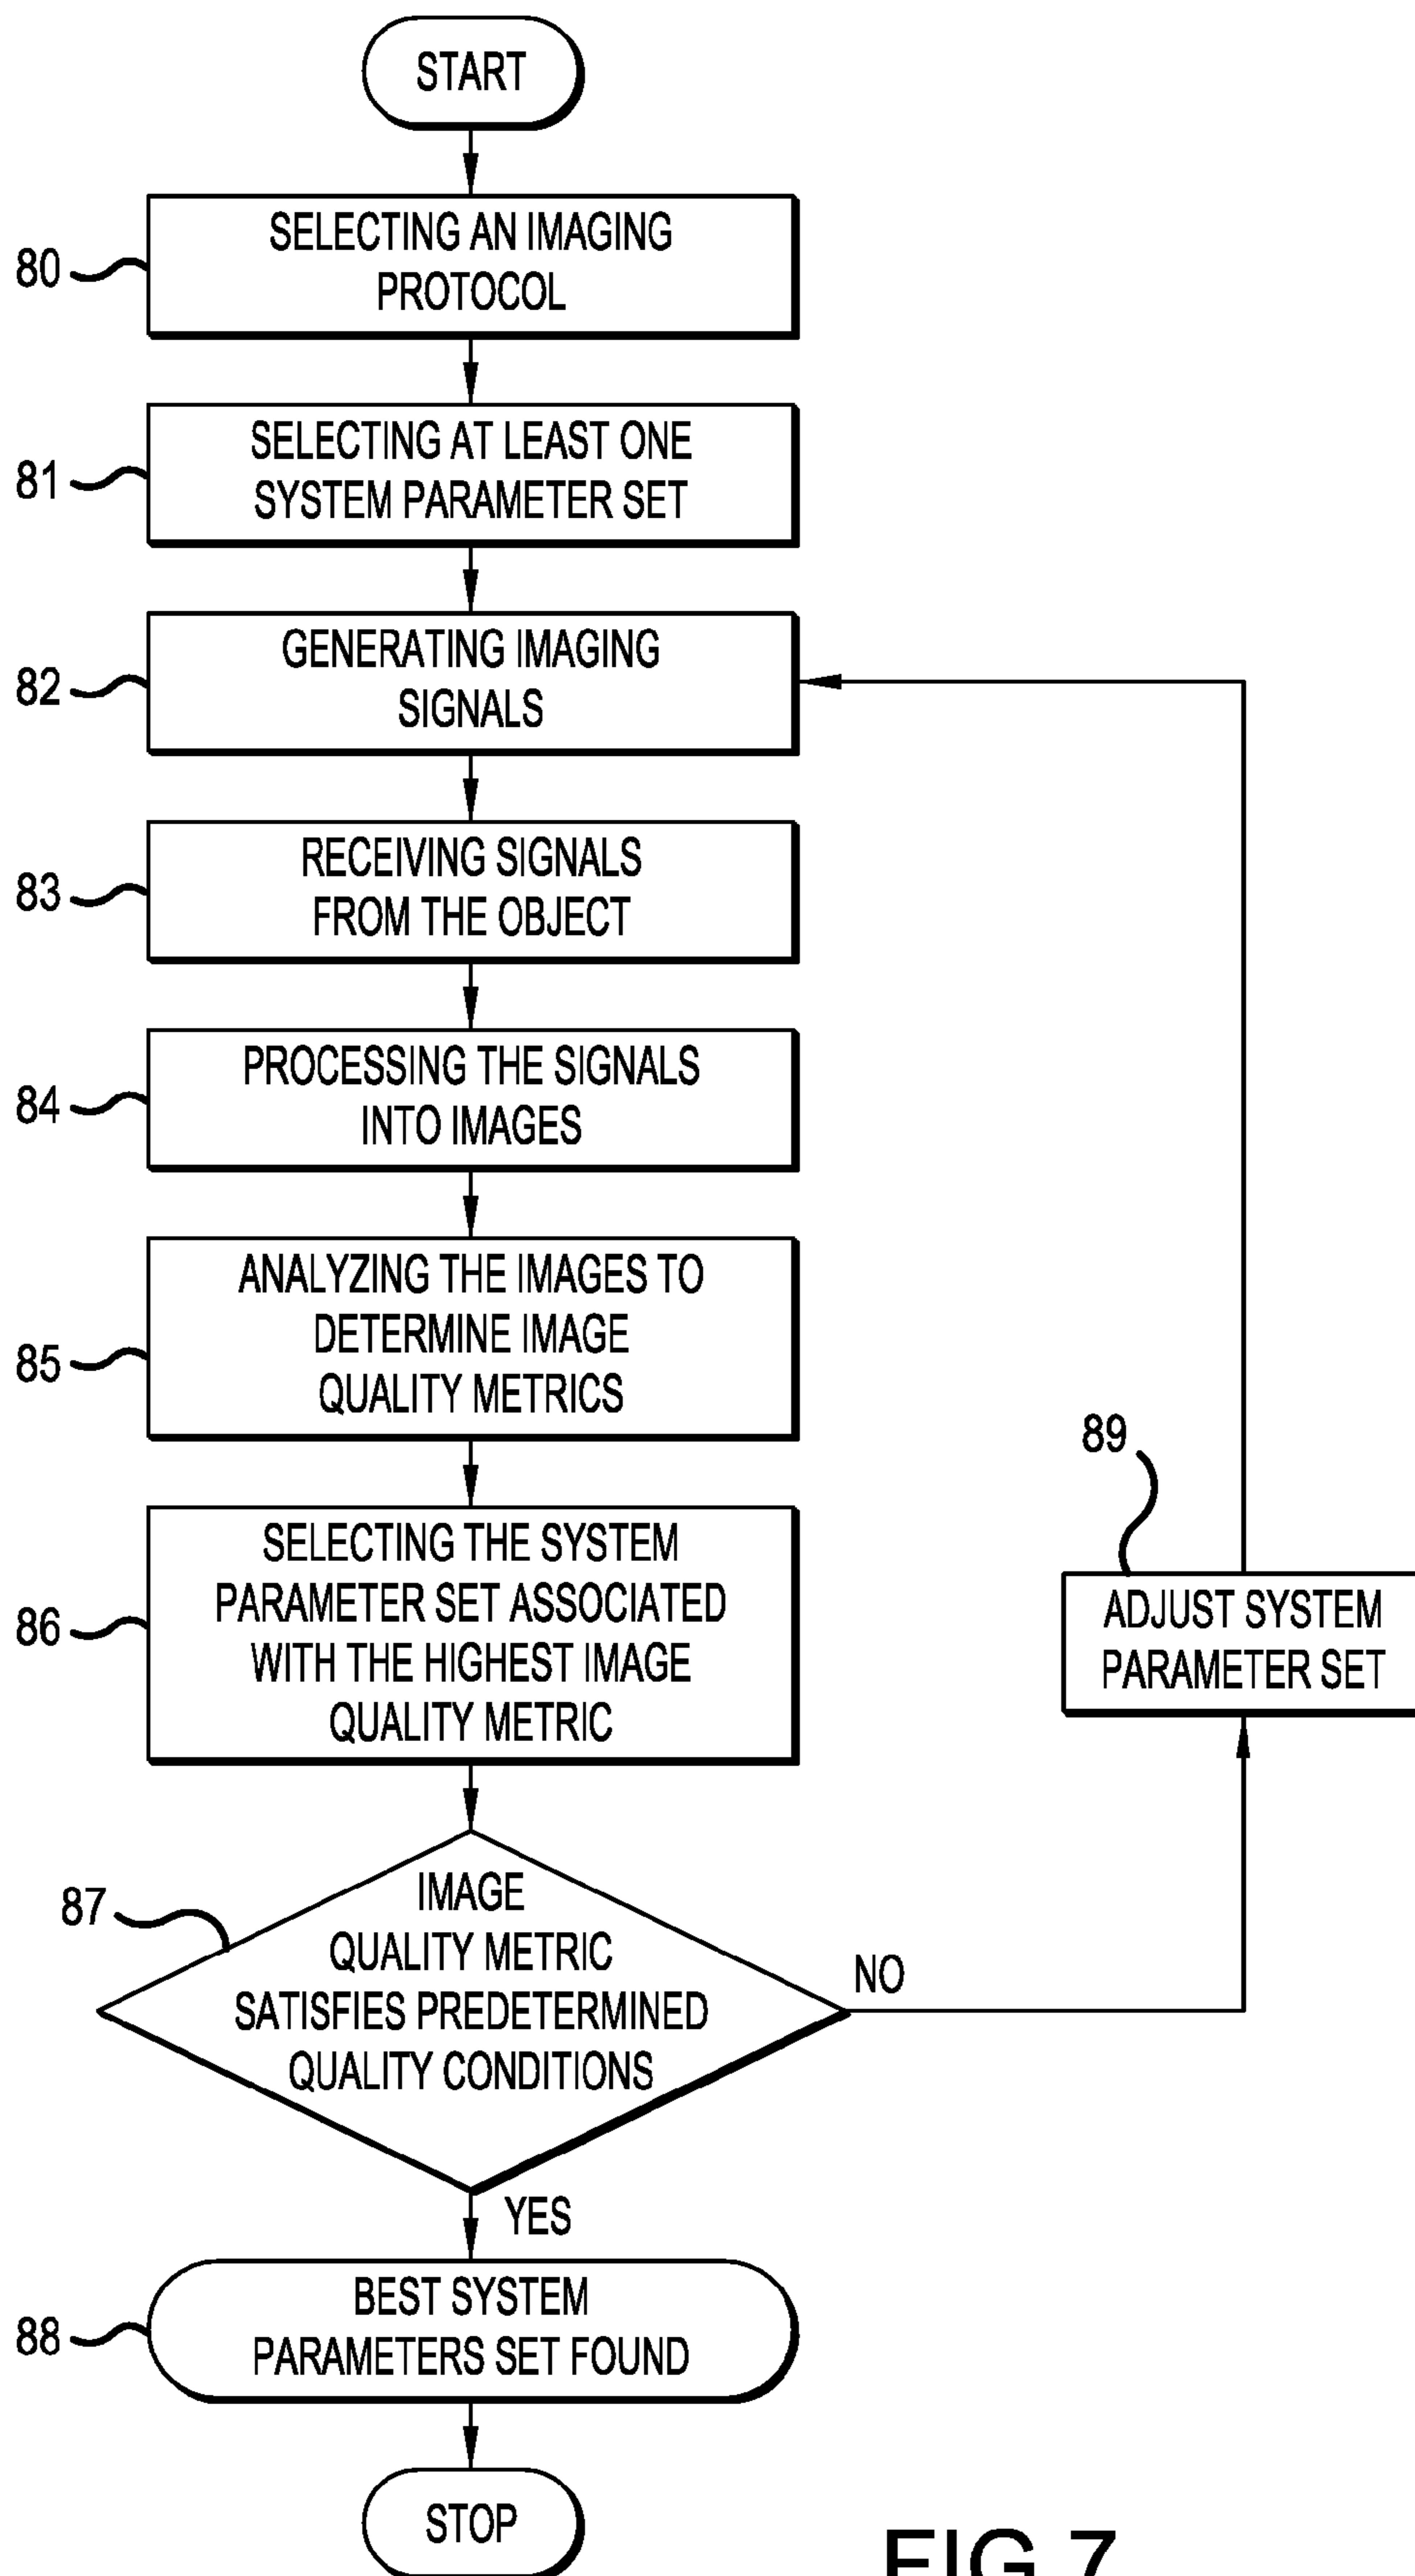 START
80
SELECTING AN IMAGING
PROTOCOL
81
SELECTING AT LEAST ONE
SYSTEM PARAMETER SET
82
GENERATING IMAGING
SIGNALS
83
RECEIVING SIGNALS
FROM THE OBJECT
84
PROCESSING THE SIGNALS
INTO IMAGES
85
ANALYZING THE IMAGES TO
DETERMINE IMAGE
QUALITY METRICS
86
SELECTING THE SYSTEM
PARAMETER SET ASSOCIATED
WITH THE HIGHEST IMAGE
QUALITY METRIC
89
ADJUST SYSTEM
PARAMETER SET
87
IMAGE
QUALITY METRIC
SATISFIES PREDETERMINED
QUALITY CONDITIONS
NO
YES
88
BEST SYSTEM
PARAMETERS SET FOUND
STOP
FIG 7